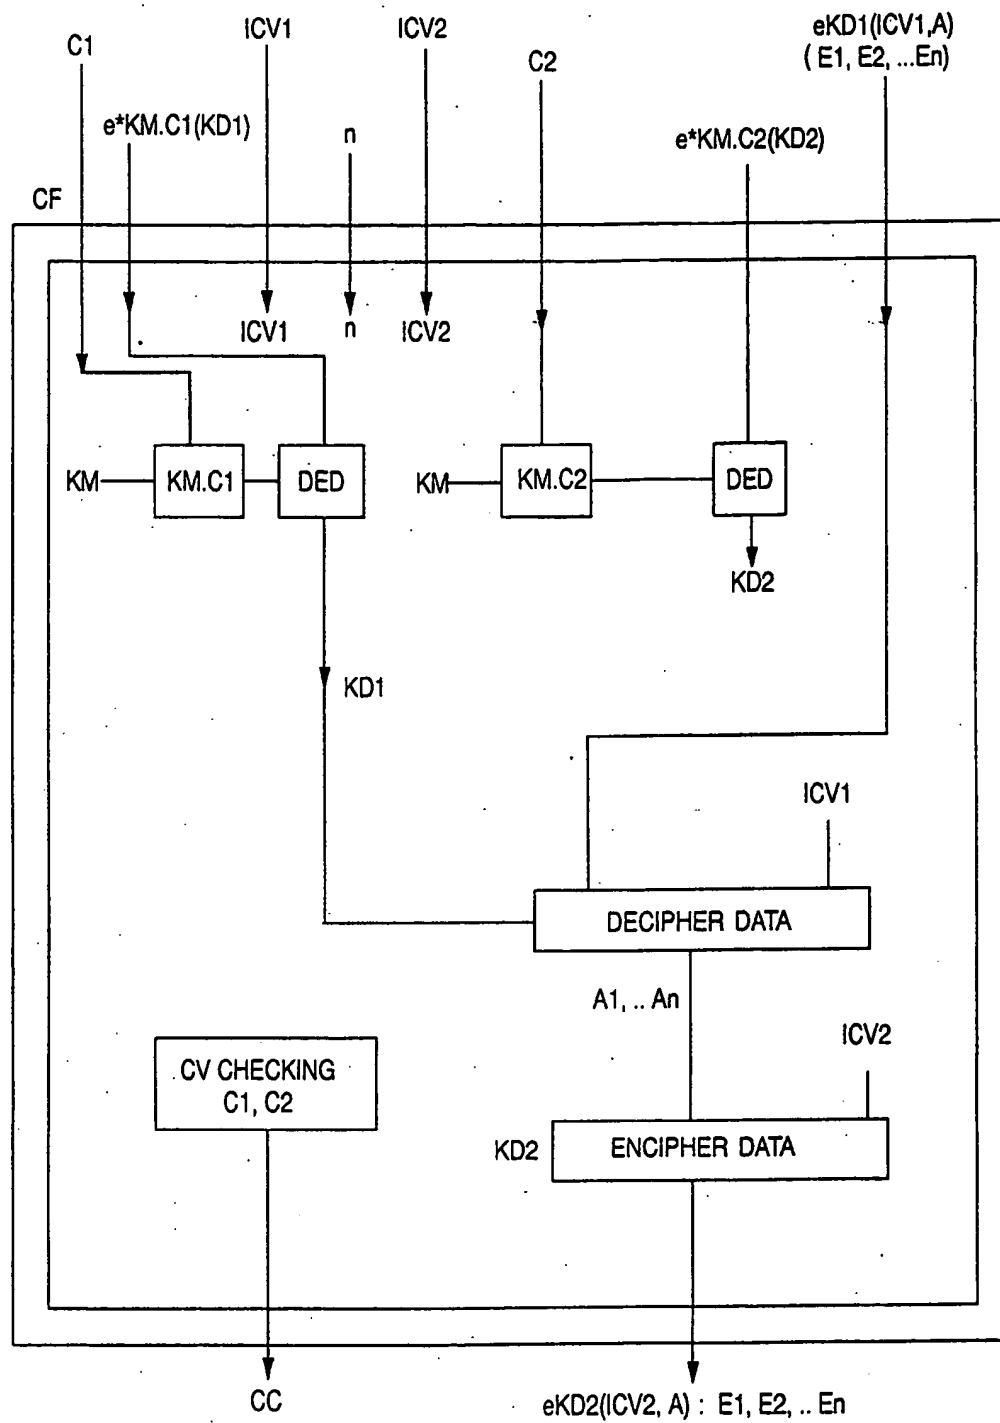 C1
ICV1
ICV2
C2
eKD1(ICV1,A)
( E1, E2, ...En)
e*KM.C1(KD1)
n
e*KM.C2(KD2)
CF
ICV1
n
ICV2
KM
KM.C1
DED
KM
KM.C2
DED
KD2
KD1
ICV1
DECIPHER DATA
A1, .. An
ICV2
CV CHECKING
C1, C2
KD2
ENCIPHER DATA
CC
eKD2(ICV2, A) : E1, E2, .. En